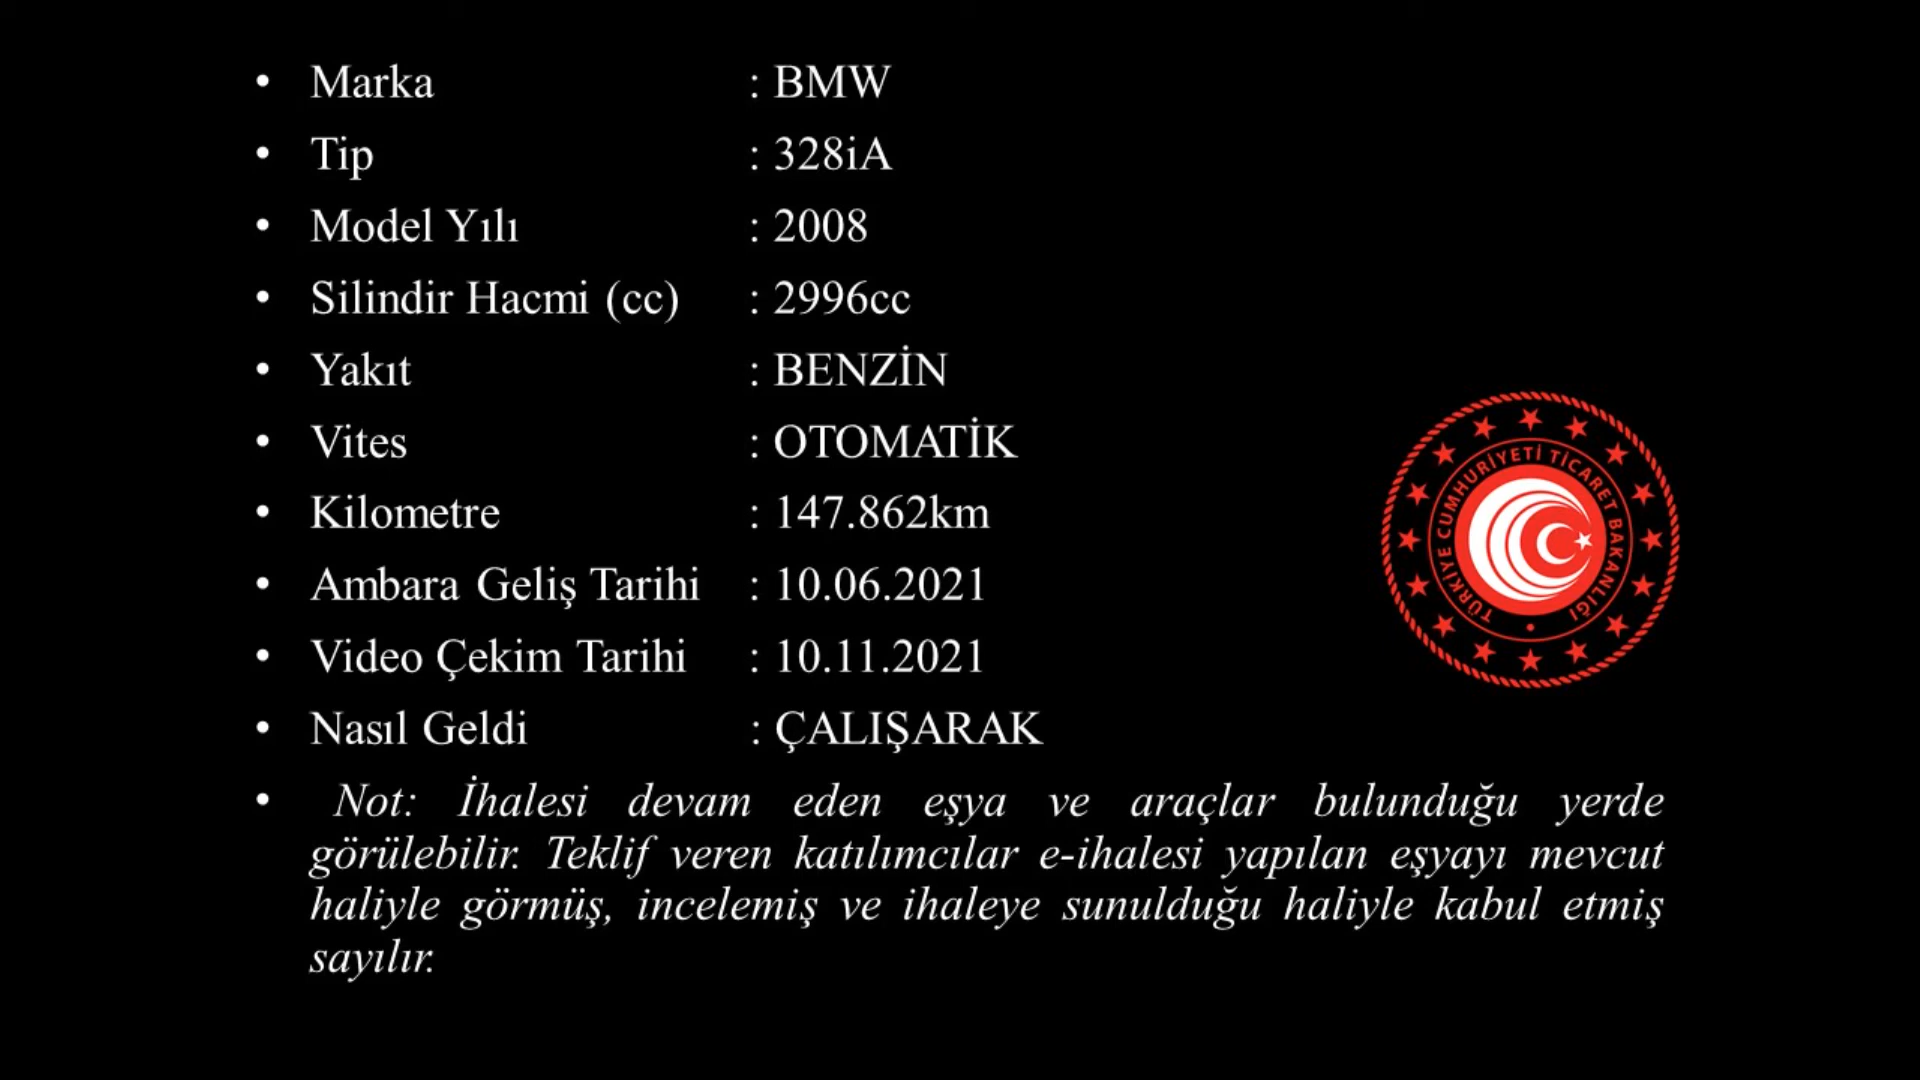 • Marka : BMW
• Tip : 328iA
• Model Yılı : 2008
• Silindir Hacmi (cc) : 2996cc
• Yakıt : BENZİN
• Vites : OTOMATİK
• Kilometre : 147.862km
• Ambara Geliş Tarihi : 10.06.2021
• Video Çekim Tarihi : 10.11.2021
• Nasıl Geldi : ÇALIŞARAK
• Not: İhalesi devam eden eşya ve araçlar bulunduğu yerde
görülebilir. Teklif veren katılımcılar e-ihalesi yapılan eşyayı mevcut
haliyle görmüş, incelemiş ve ihaleye sunulduğu haliyle kabul etmiş
sayılır.
TÜRKİYE CUMHURİYETİ TİCARET BAKANLIĞI